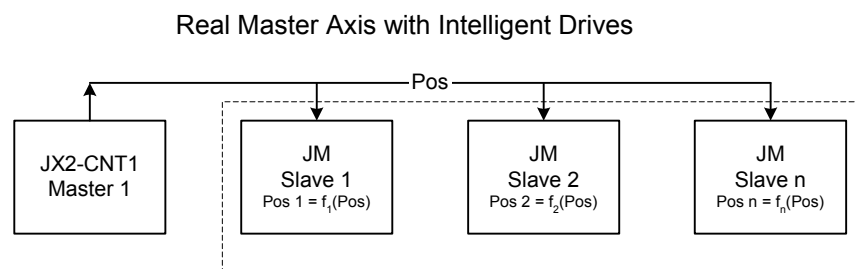 Real Master Axis with Intelligent Drives
Pos
JX2-CNT1
Master 1
JM
Slave 1
Pos 1 = f₁(Pos)
JM
Slave 2
Pos 2 = f₂(Pos)
JM
Slave n
Pos n = fₙ(Pos)